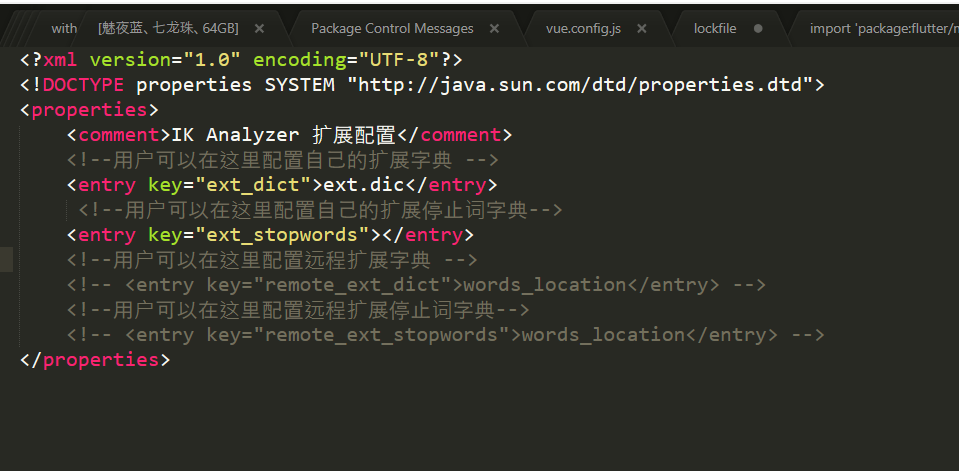 with [魅夜蓝、七龙珠、64GB] × Package Control Messages × vue.config.js × lockfile import 'package:flutter/
<?xml version="1.0" encoding="UTF-8"?>
<!DOCTYPE properties SYSTEM "http://java.sun.com/dtd/properties.dtd">
<properties>
<comment>IK Analyzer 扩展配置</comment>
<!--用户可以在这里配置自己的扩展字典 -->
<entry key="ext_dict">ext.dic</entry>
<!--用户可以在这里配置自己的扩展停止词字典-->
<entry key="ext_stopwords"></entry>
<!--用户可以在这里配置远程扩展字典 -->
<!-- <entry key="remote_ext_dict">words_location</entry> -->
<!--用户可以在这里配置远程扩展停止词字典-->
<!-- <entry key="remote_ext_stopwords">words_location</entry> -->
</properties>